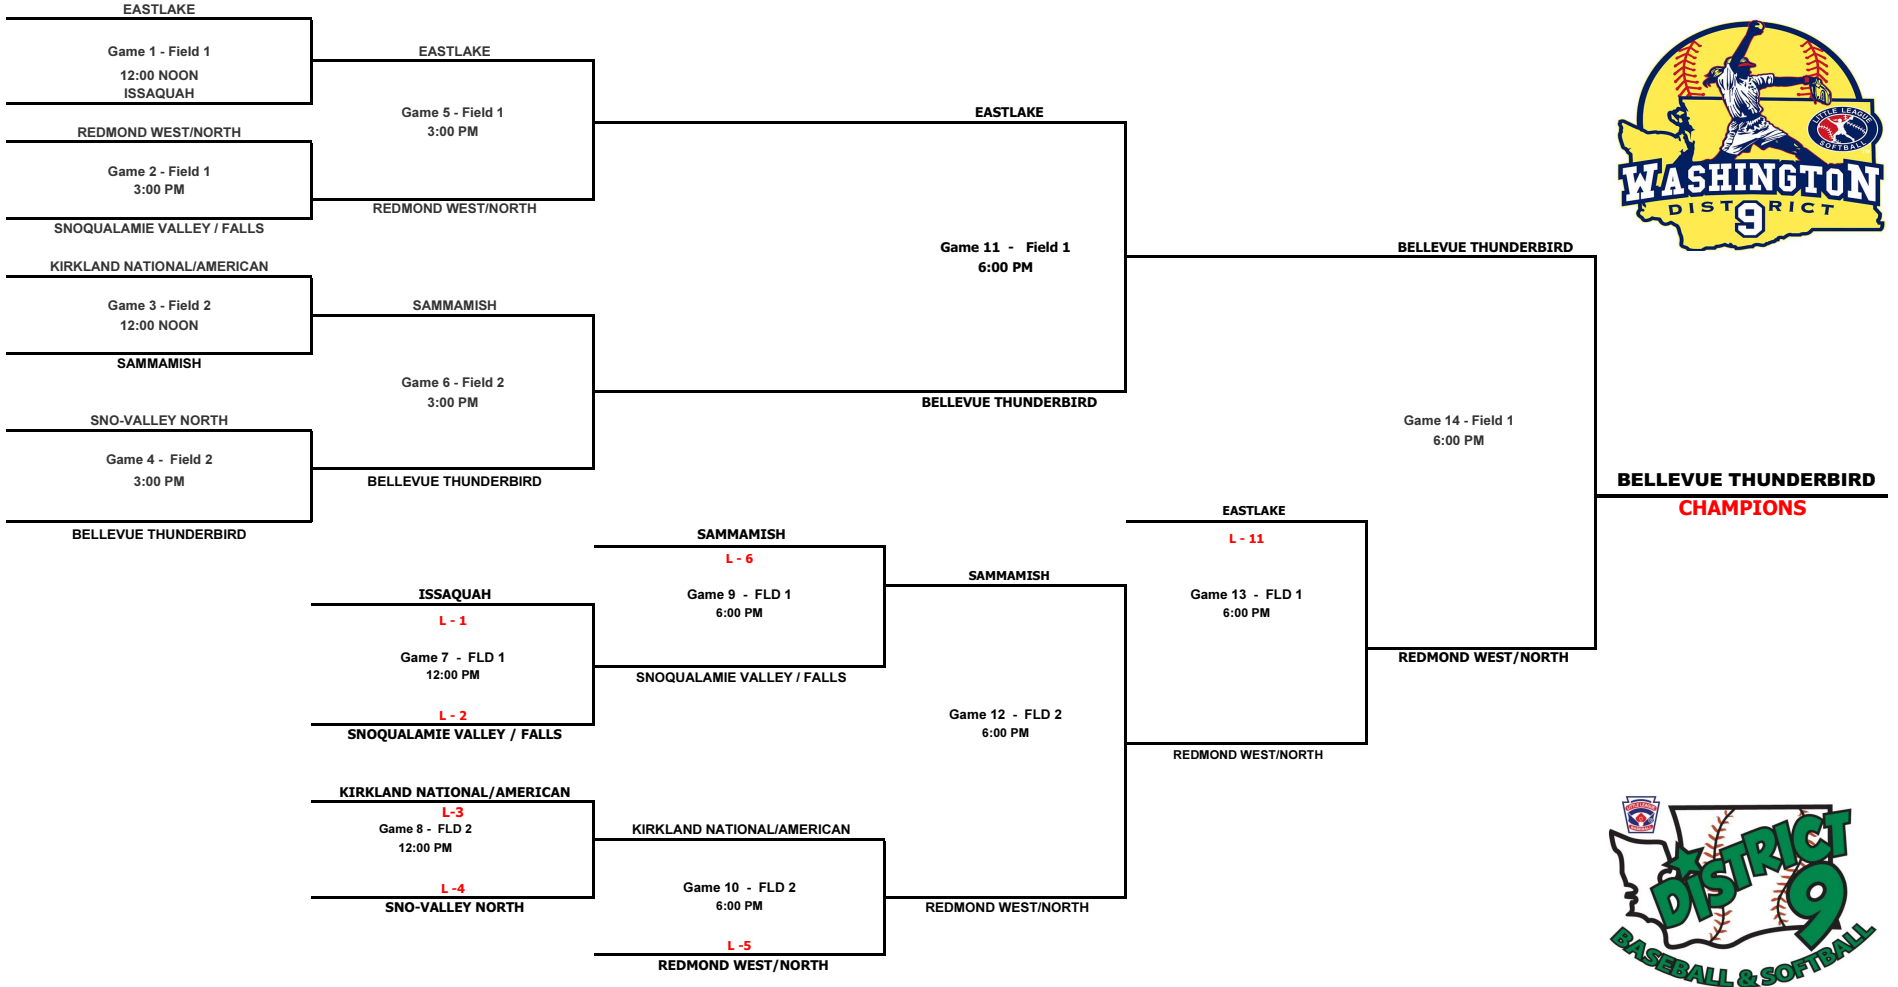 EASTLAKE
Game 1 - Field 1
12:00 NOON
ISSAQUAH
REDMOND WEST/NORTH
Game 2 - Field 1
3:00 PM
SNOQUALAMIE VALLEY / FALLS
KIRKLAND NATIONAL/AMERICAN
Game 3 - Field 2
12:00 NOON
SAMMAMISH
SNO-VALLEY NORTH
Game 4 - Field 2
3:00 PM
BELLEVUE THUNDERBIRD
EASTLAKE
Game 5 - Field 1
3:00 PM
REDMOND WEST/NORTH
SAMMAMISH
Game 6 - Field 2
3:00 PM
BELLEVUE THUNDERBIRD
ISSAQUAH
L - 1
Game 7 - FLD 1
12:00 PM
L - 2
SNOQUALAMIE VALLEY / FALLS
KIRKLAND NATIONAL/AMERICAN
L-3
Game 8 - FLD 2
12:00 PM
L -4
SNO-VALLEY NORTH
SAMMAMISH
L - 6
Game 9 - FLD 1
6:00 PM
SNOQUALAMIE VALLEY / FALLS
KIRKLAND NATIONAL/AMERICAN
Game 10 - FLD 2
6:00 PM
L -5
REDMOND WEST/NORTH
EASTLAKE
Game 11 - Field 1
6:00 PM
BELLEVUE THUNDERBIRD
SAMMAMISH
Game 12 - FLD 2
6:00 PM
REDMOND WEST/NORTH
EASTLAKE
L - 11
Game 13 - FLD 1
6:00 PM
REDMOND WEST/NORTH
BELLEVUE THUNDERBIRD
Game 14 - Field 1
6:00 PM
REDMOND WEST/NORTH
BELLEVUE THUNDERBIRD
CHAMPIONS
LITTLE LEAGUE
SOFTBALL
WASHINGTON
DISTRICT
9
DISTRICT
9
BASEBALL & SOFTBALL